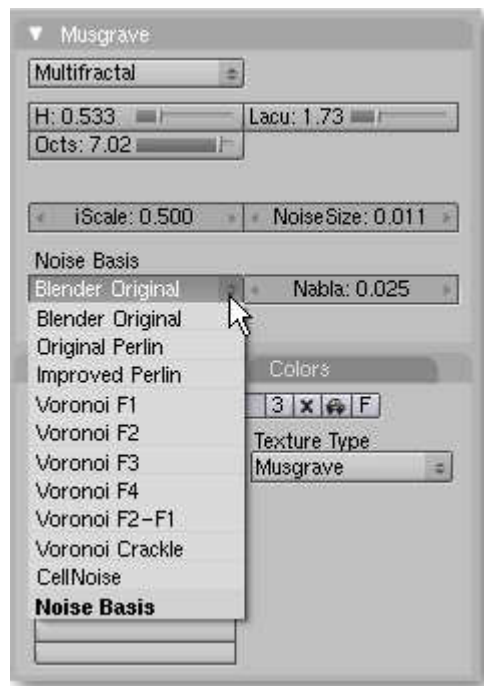 Musgrave
Multifractal
H: 0.533 Lacu: 1.73
Octs: 7.02
iScale: 0.500 NoiseSize: 0.011
Noise Basis
Blender Original Nabla: 0.025
Blender Original
Original Perlin
Improved Perlin Colors
Voronoi F1 3 X F
Voronoi F2 Texture Type
Voronoi F3 Musgrave
Voronoi F4
Voronoi F2-F1
Voronoi Crackle
CellNoise
Noise Basis